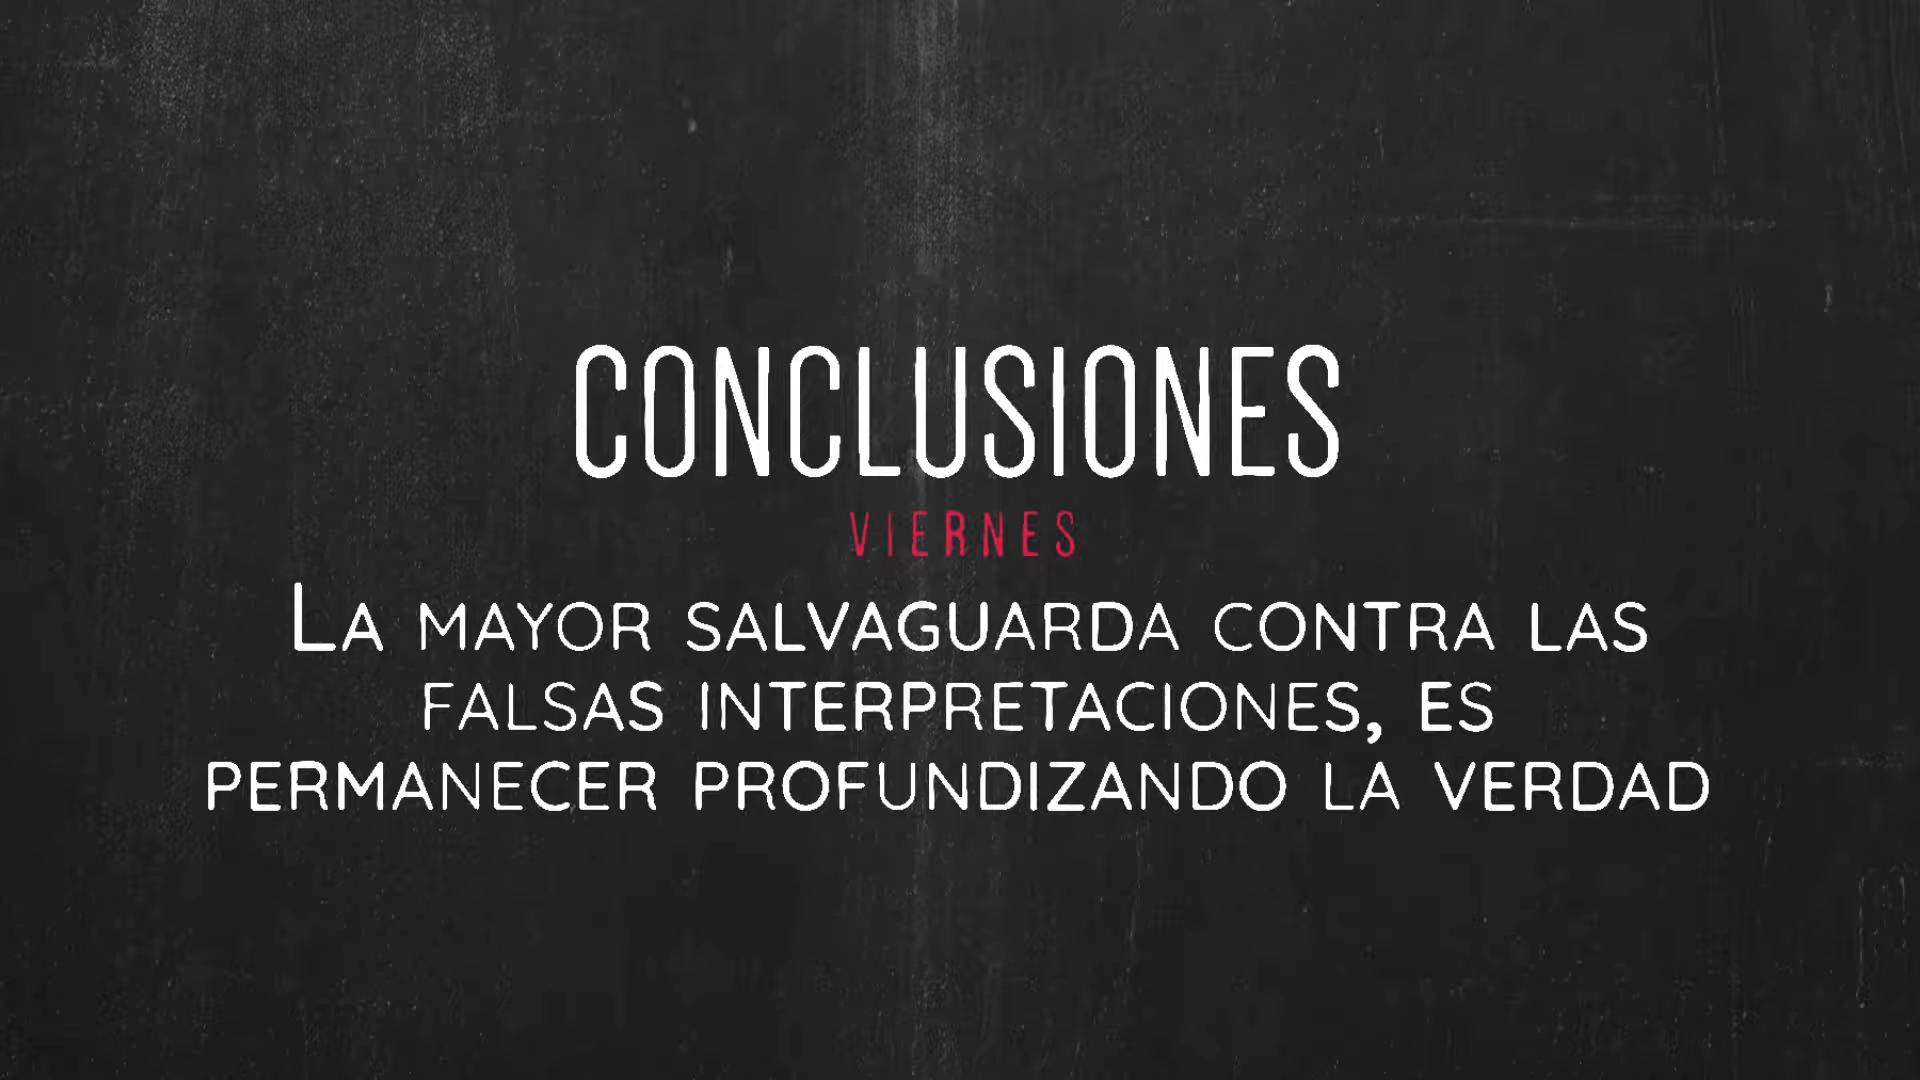 CONCLUSIONES
VIERNES
LA MAYOR SALVAGUARDA CONTRA LAS
FALSAS INTERPRETACIONES, ES
PERMANECER PROFUNDIZANDO LA VERDAD